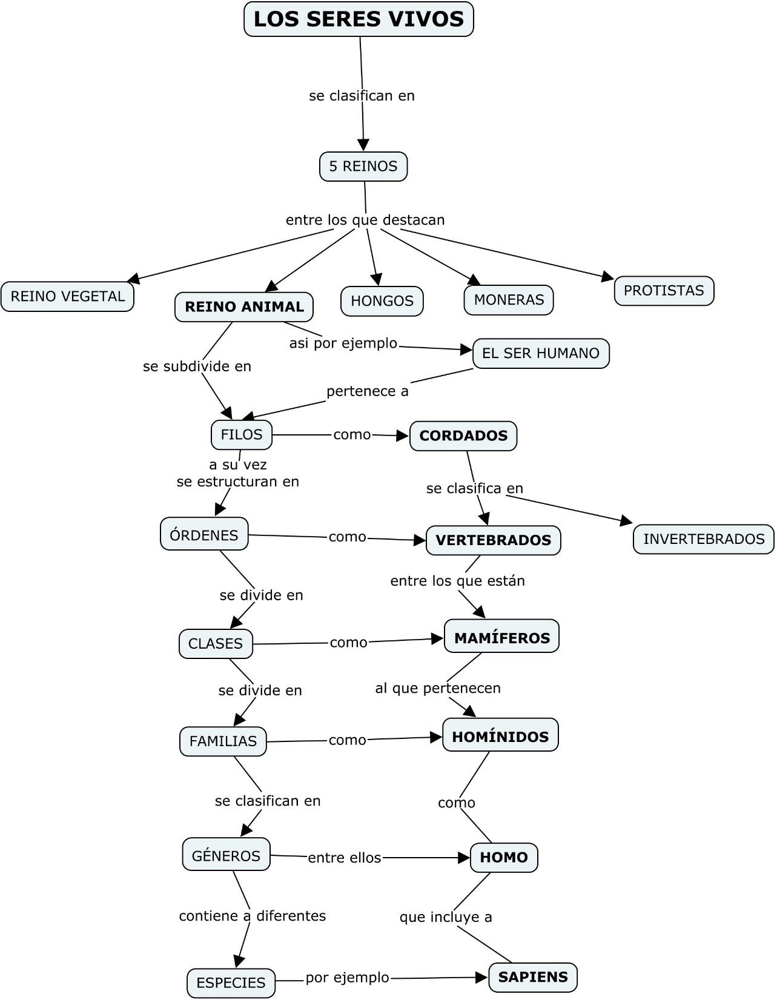 LOS SERES VIVOS
se clasifican en
5 REINOS
entre los que destacan
REINO VEGETAL
REINO ANIMAL
HONGOS
MONERAS
PROTISTAS
asi por ejemplo
EL SER HUMANO
se subdivide en
pertenece a
FILOS
como
CORDADOS
a su vez
se estructuran en
se clasifica en
ÓRDENES
como
VERTEBRADOS
INVERTEBRADOS
entre los que están
se divide en
CLASES
como
MAMÍFEROS
se divide en
al que pertenecen
FAMILIAS
como
HOMÍNIDOS
se clasifican en
como
GÉNEROS
entre ellos
HOMO
contiene a diferentes
que incluye a
ESPECIES
por ejemplo
SAPIENS